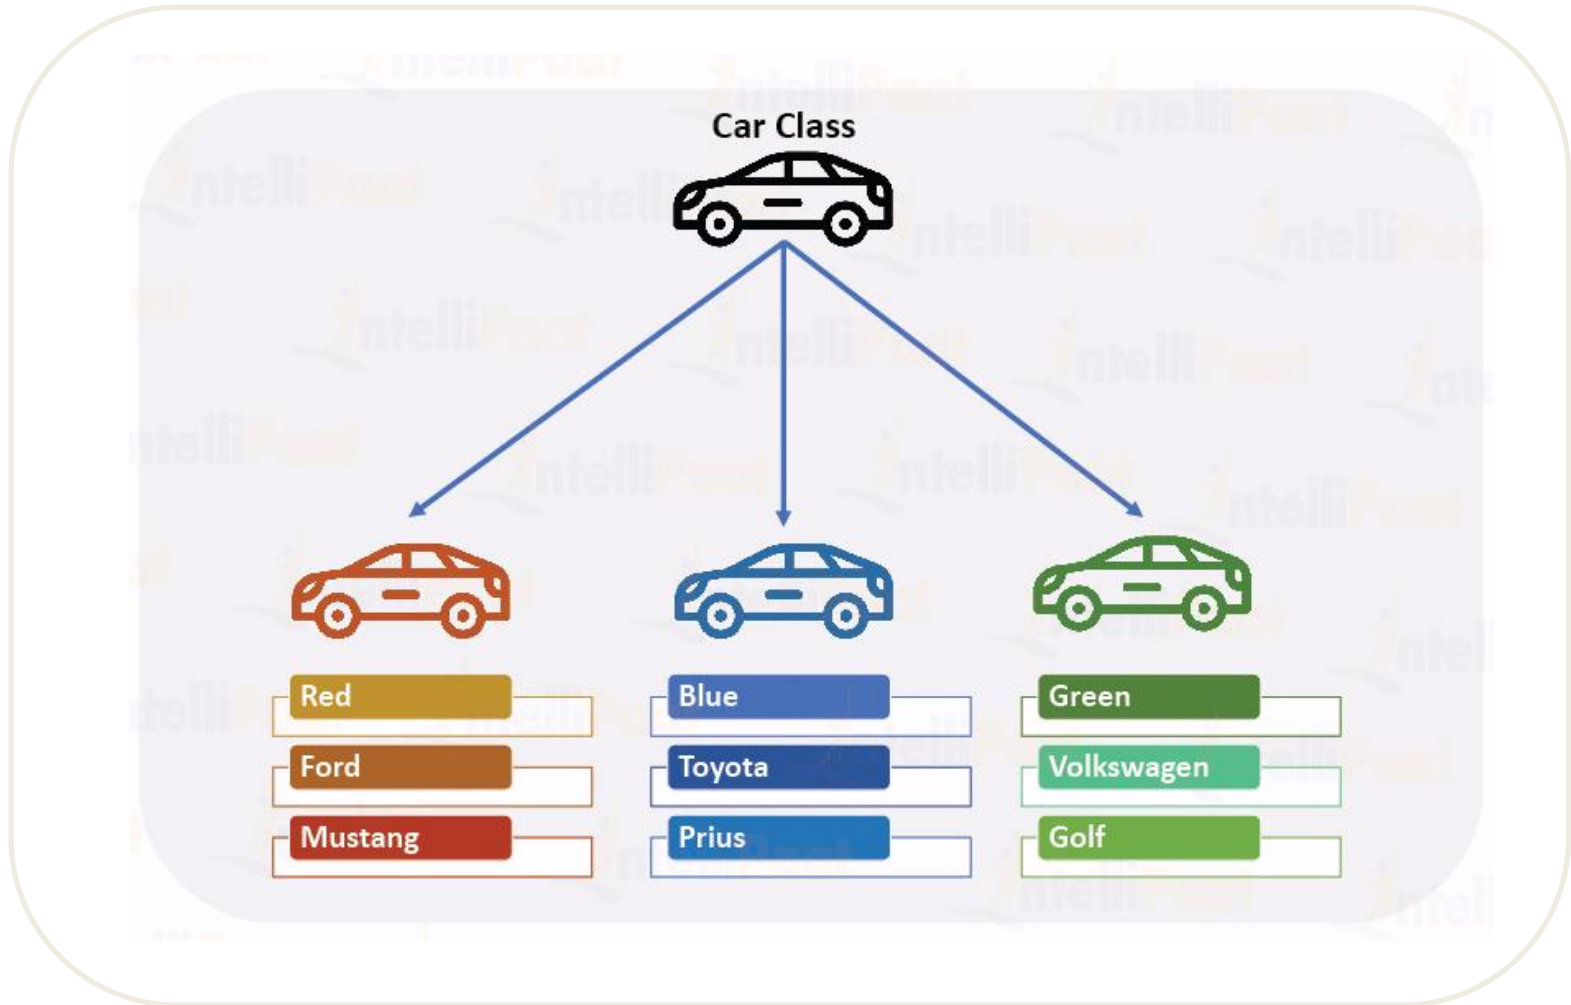 Car Class
Red
Ford
Mustang
Blue
Toyota
Prius
Green
Volkswagen
Golf